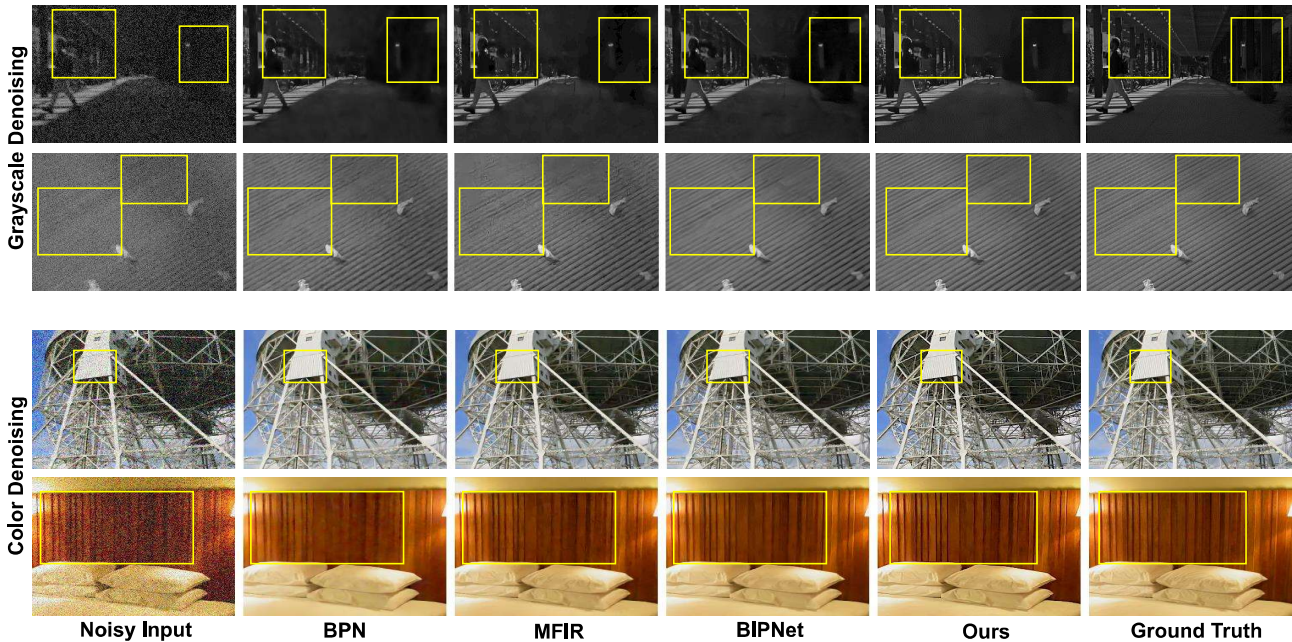 Grayscale Denoising
Color Denoising
Noisy Input
BPN
MFIR
BIPNet
Ours
Ground Truth